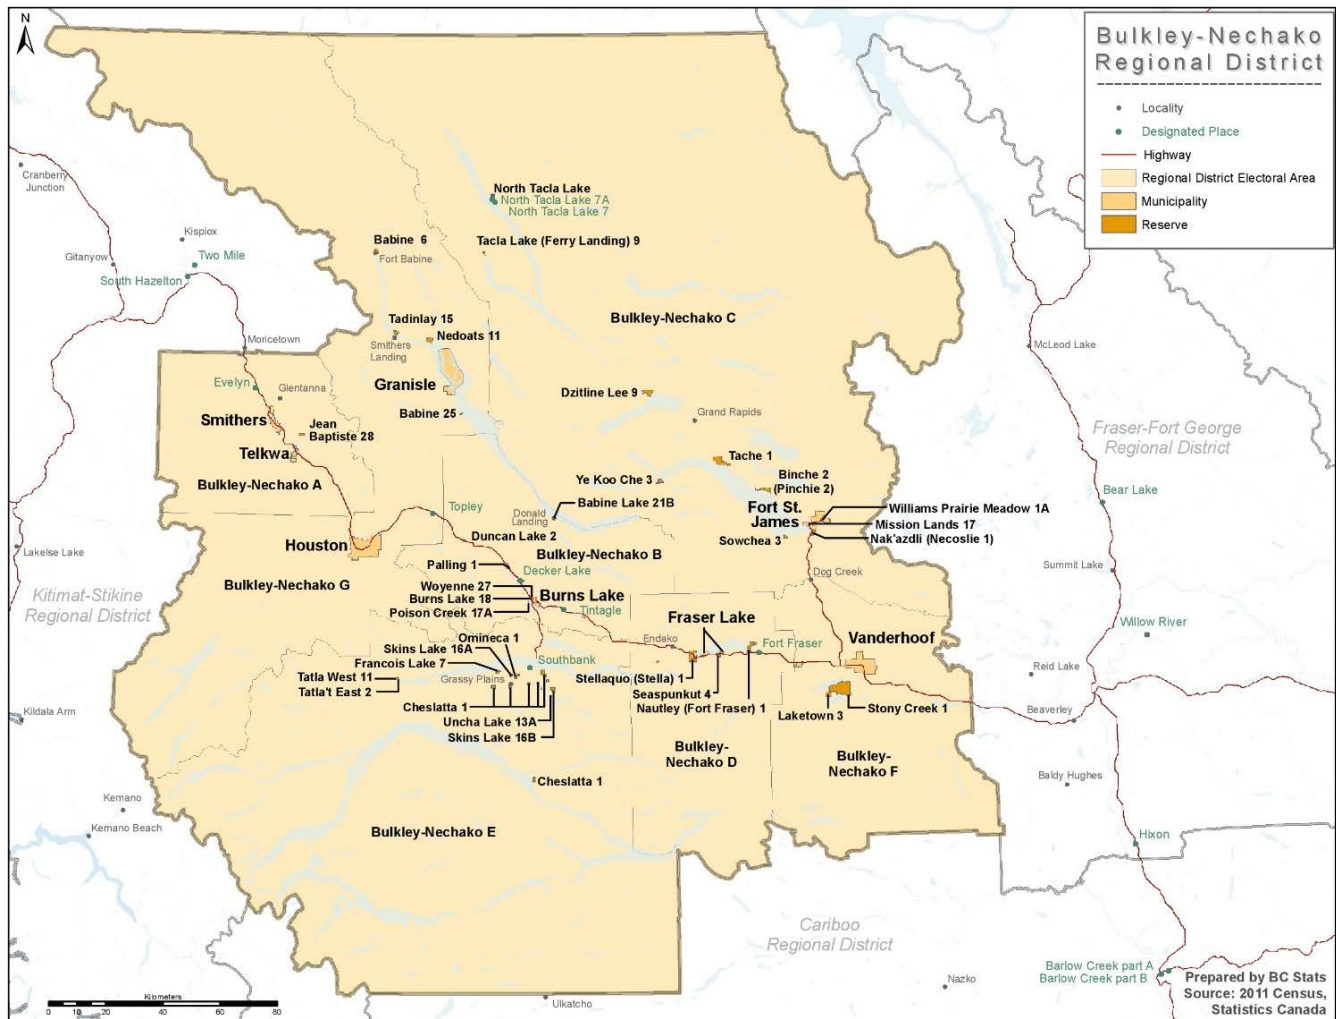 N
Bulkley-Nechako
Regional District
Locality
Designated Place
Highway
Regional District Electoral Area
Municipality
Reserve
Cranberry
Junction
Kispiox
Gitanyow
Two Mile
South Hazelton
North Tacla Lake
North Tacla Lake 7A
North Tacla Lake 7
Babine 6
Fort Babine
Tacla Lake (Ferry Landing) 9
Bulkley-Nechako C
Tadinlay 15
Nedoats 11
Smithers
Landing
Moricetown
McLeod Lake
Evelyn
Glentanna
Granisle
Dzitline Lee 9
Babine 25
Grand Rapids
Smithers
Jean
Baptiste 28
Telkwa
Bulkley-Nechako A
Fraser-Fort George
Regional District
Tache 1
Ye Koo Che 3
Binche 2
(Pinchie 2)
Bear Lake
Topley
Babine Lake 21B
Donald
Landing
Fort St.
James
Williams Prairie Meadow 1A
Mission Lands 17
Nak'azdli (Necoslie 1)
Sowchea 3
Duncan Lake 2
Houston
Bulkley-Nechako B
Lakelse Lake
Palling 1
Decker Lake
Dog Creek
Summit Lake
Bulkley-Nechako G
Kitimat-Stikine
Regional District
Woyenne 27
Burns Lake 18
Poison Creek 17A
Burns Lake
Tintagle
Fraser Lake
Willow River
Omineca 1
Skins Lake 16A
Francois Lake 7
Endako
Fort Fraser
Vanderhoof
Southbank
Reid Lake
Tatla West 11
Tatla't East 2
Grassy Plains
Stellaquo (Stella) 1
Seaspunkut 4
Nautley (Fort Fraser) 1
Laketown 3
Stony Creek 1
Cheslatta 1
Uncha Lake 13A
Skins Lake 16B
Kildala Arm
Beaverley
Bulkley-
Nechako D
Bulkley-
Nechako F
Cheslatta 1
Baldy Hughes
Kemano
Kemano Beach
Bulkley-Nechako E
Hixon
Cariboo
Regional District
Barlow Creek part A
Barlow Creek part B
Nazko
Ulkatcho
Kilometers
0 10 20 40 60 80
Prepared by BC Stats
Source: 2011 Census,
Statistics Canada